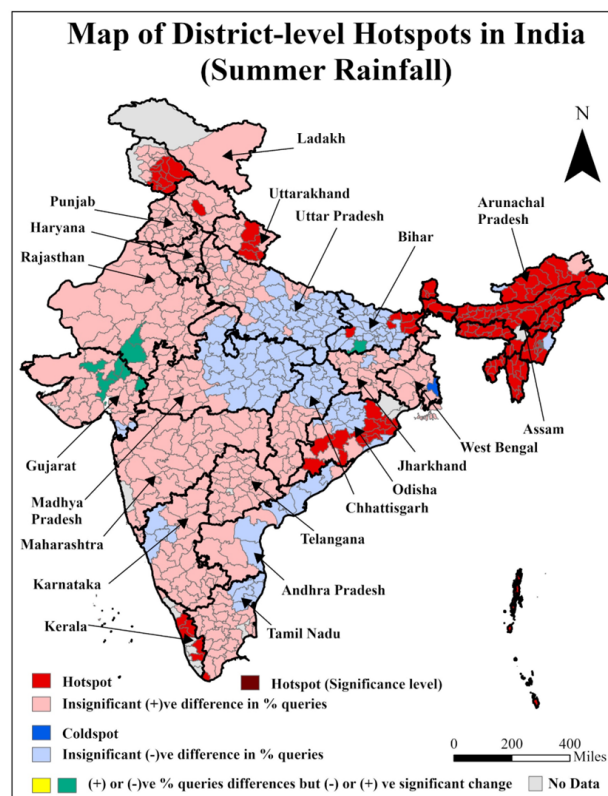 Map of District-level Hotspots in India
(Summer Rainfall)
N
Ladakh
Punjab
Uttarakhand
Haryana
Uttar Pradesh
Arunachal
Pradesh
Rajasthan
Bihar
Gujarat
Madhya
Pradesh
Maharashtra
Karnataka
Kerala
West Bengal
Assam
Jharkhand
Odisha
Chhattisgarh
Telangana
Andhra Pradesh
Tamil Nadu
Hotspot
Hotspot (Significance level)
Insignificant (+)ve difference in % queries
Coldspot
Insignificant (-)ve difference in % queries
(+) or (-)ve % queries differences but (-) or (+) ve significant change
No Data
0 200 400
Miles